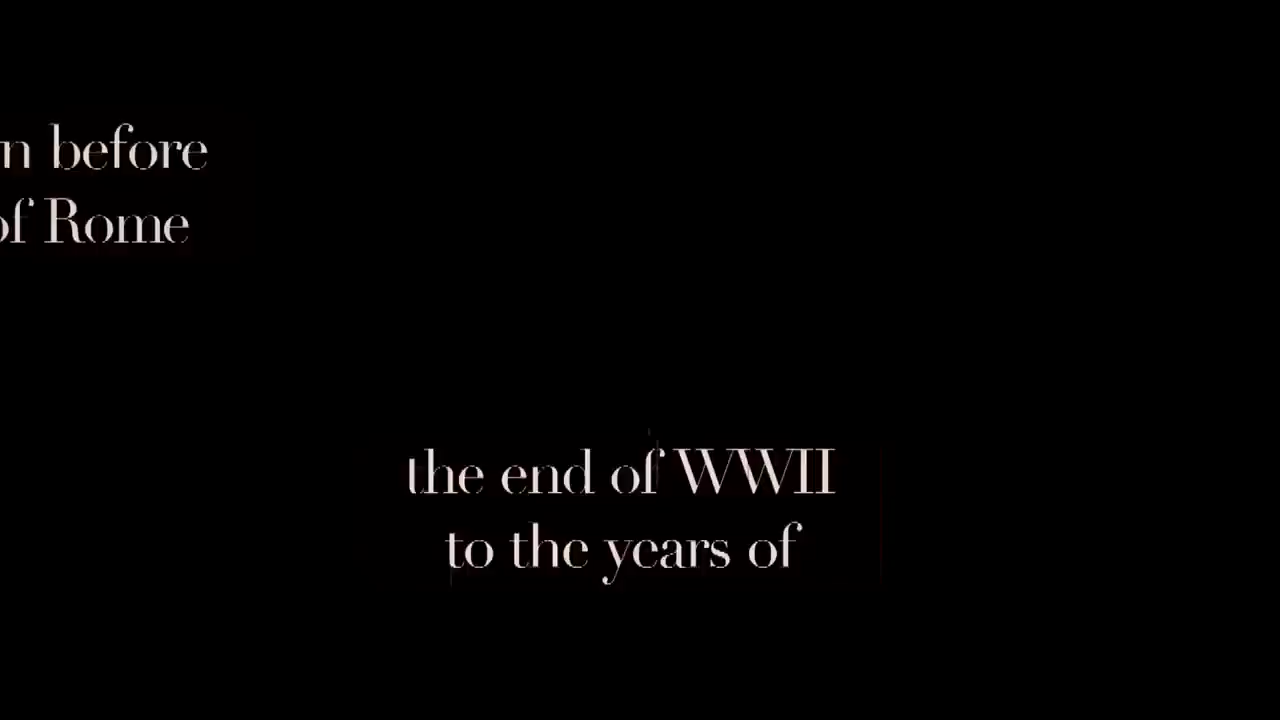 n before
of Rome
the end of WWII
to the years of